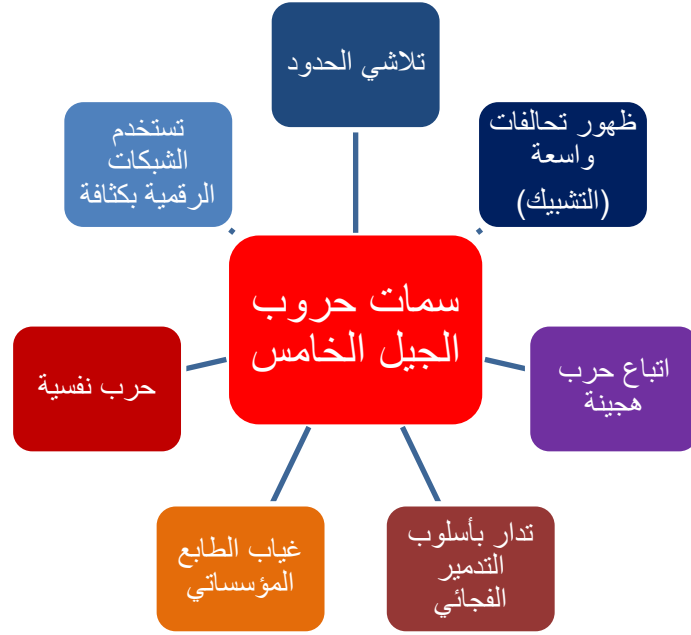 تلاشي الحدود
ظهور تحالفات
واسعة
(التشبيك)
تستخدم
الشبكات
الرقمية بكثافة
سمات حروب
الجيل الخامس
اتباع حرب
هجينة
حرب نفسية
تدار بأسلوب
التدمير
الفجائي
غياب الطابع
المؤسساتي